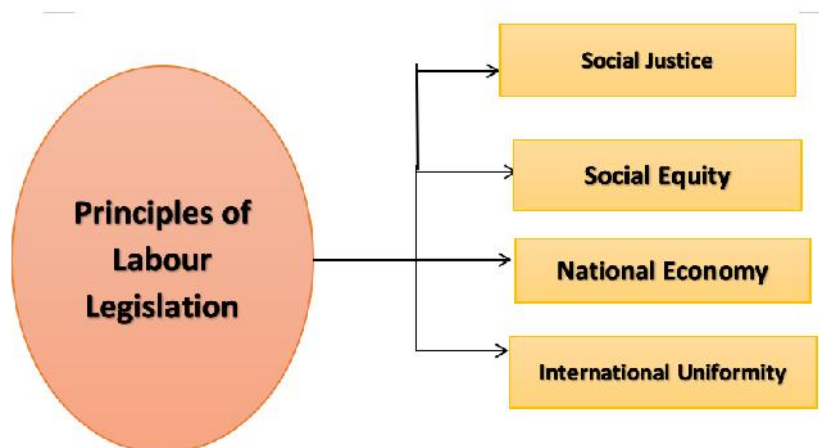 Principles of
Labour
Legislation
Social Justice
Social Equity
National Economy
International Uniformity